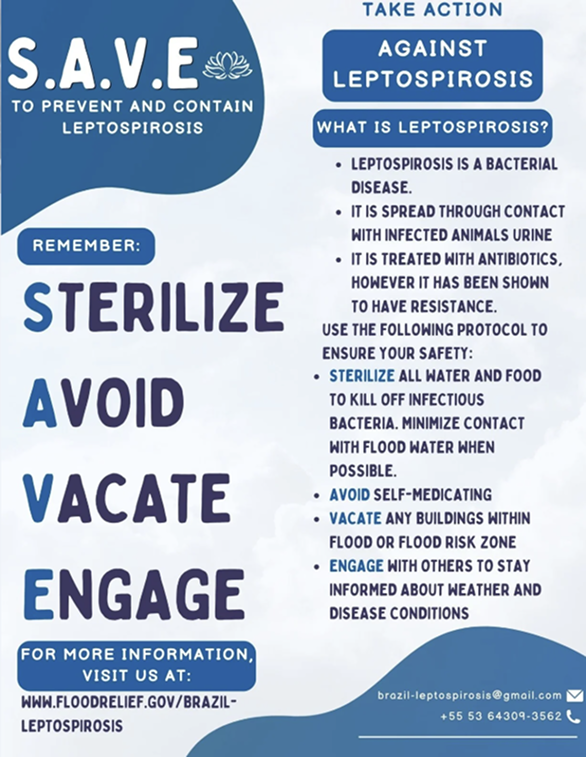 S.A.V.E
TO PREVENT AND CONTAIN
LEPTOSPIROSIS
REMEMBER:
STERILIZE
AVOID
VACATE
ENGAGE
FOR MORE INFORMATION,
VISIT US AT:
WWW.FLOODRELIEF.GOV/BRAZIL-
LEPTOSPIROSIS
TAKE ACTION
AGAINST
LEPTOSPIROSIS
WHAT IS LEPTOSPIROSIS?
• LEPTOSPIROSIS IS A BACTERIAL
DISEASE.
• IT IS SPREAD THROUGH CONTACT
WITH INFECTED ANIMALS URINE
• IT IS TREATED WITH ANTIBIOTICS,
HOWEVER IT HAS BEEN SHOWN
TO HAVE RESISTANCE.
USE THE FOLLOWING PROTOCOL TO
ENSURE YOUR SAFETY:
• STERILIZE ALL WATER AND FOOD
TO KILL OFF INFECTIOUS
BACTERIA. MINIMIZE CONTACT
WITH FLOOD WATER WHEN
POSSIBLE.
• AVOID SELF-MEDICATING
• VACATE ANY BUILDINGS WITHIN
FLOOD OR FLOOD RISK ZONE
• ENGAGE WITH OTHERS TO STAY
INFORMED ABOUT WEATHER AND
DISEASE CONDITIONS
brazil-leptospirosis@gmail.com
+55 53 64309-3562